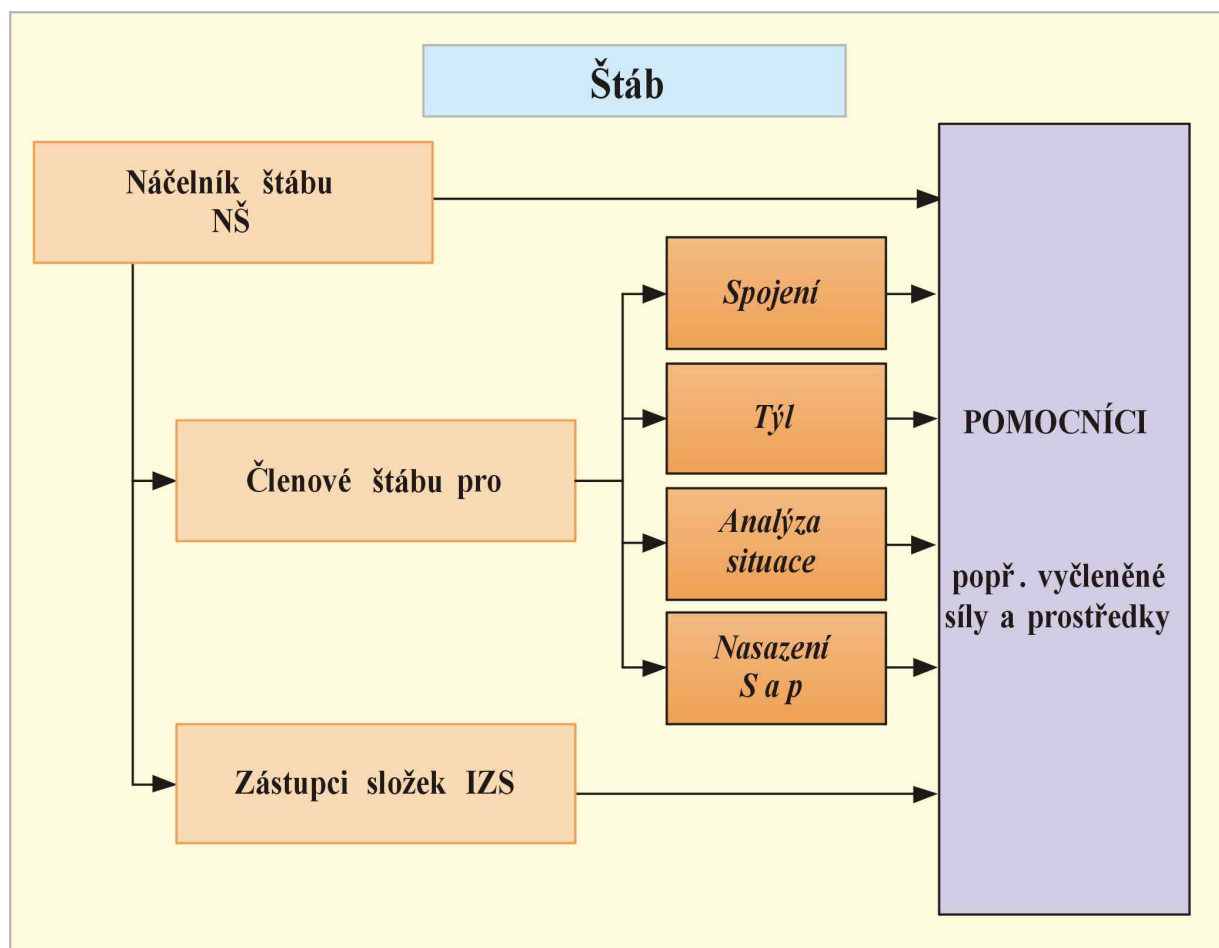 Štáb
Náčelník štábu
NŠ
Spojení
Týl
POMOCNÍCI
Členové štábu pro
Analýza
situace
popř. vyčleněné
síly a prostředky
Nasazení
S a p
Zástupci složek IZS